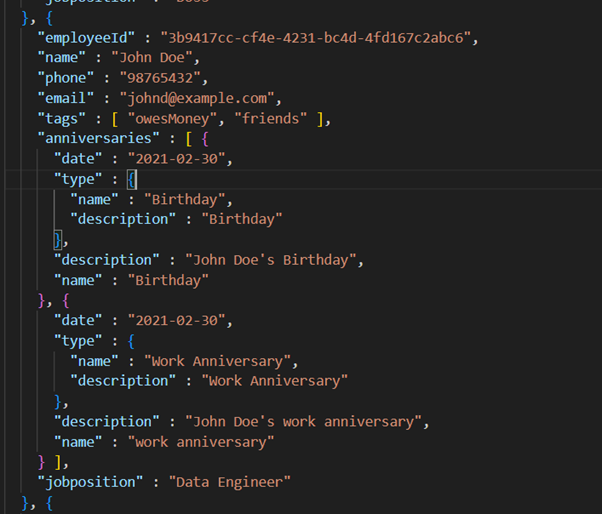 "jobposition" : "Boss"
}, {
"employeeId" : "3b9417cc-cf4e-4231-bc4d-4fd167c2abc6",
"name" : "John Doe",
"phone" : "98765432",
"email" : "johnd@example.com",
"tags" : [ "owesMoney", "friends" ],
"anniversaries" : [ {
"date" : "2021-02-30",
"type" : {
"name" : "Birthday",
"description" : "Birthday"
},
"description" : "John Doe's Birthday",
"name" : "Birthday"
}, {
"date" : "2021-02-30",
"type" : {
"name" : "Work Anniversary",
"description" : "Work Anniversary"
},
"description" : "John Doe's work anniversary",
"name" : "work anniversary"
} ],
"jobposition" : "Data Engineer"
}, {